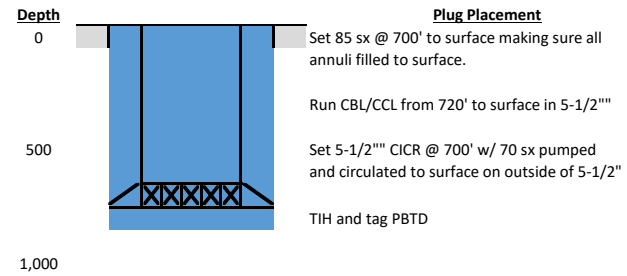 Depth
Plug Placement
0
Set 85 sx @ 700' to surface making sure all
annuli filled to surface.
Run CBL/CCL from 720' to surface in 5-1/2""
500
Set 5-1/2"" CICR @ 700' w/ 70 sx pumped
and circulated to surface on outside of 5-1/2"
TIH and tag PBTD
1,000